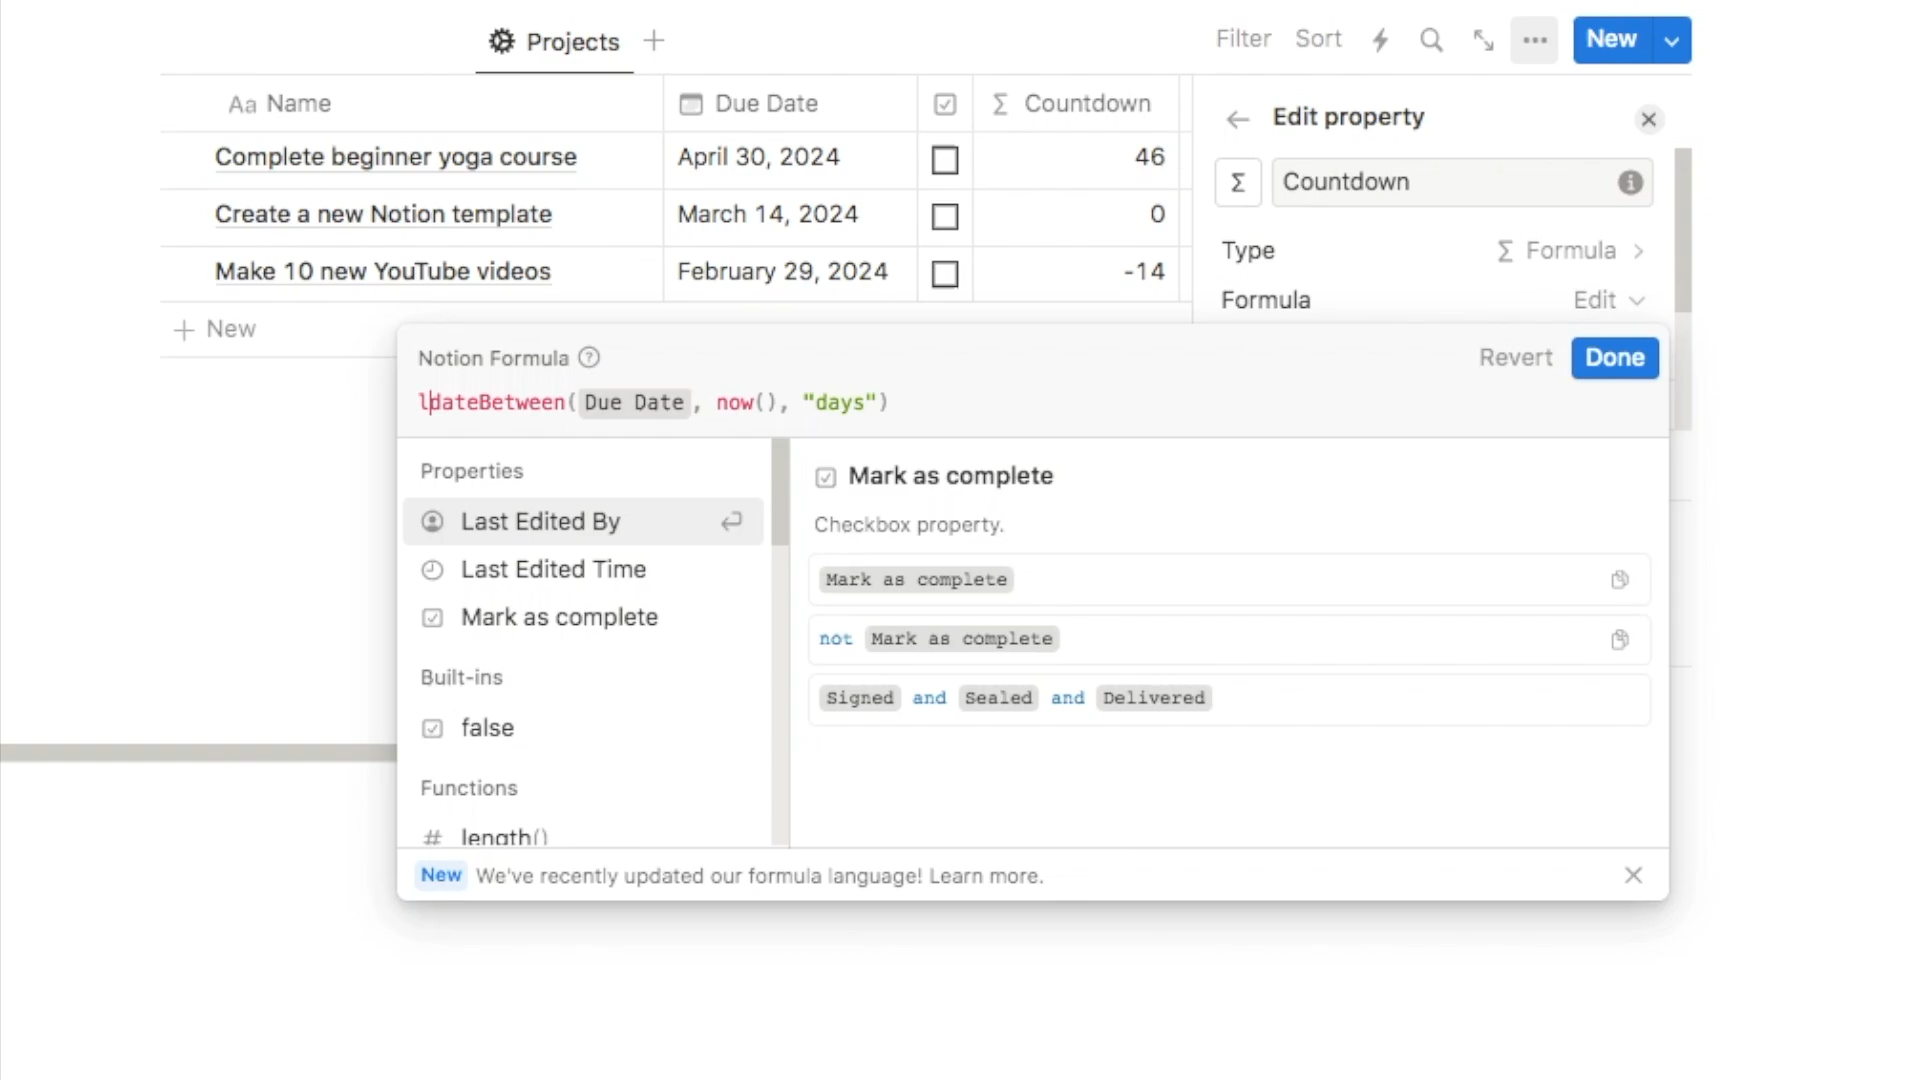 Projects
Filter Sort New
Aa Name Due Date Σ Countdown
Complete beginner yoga course April 30, 2024 46
Create a new Notion template March 14, 2024 0
Make 10 new YouTube videos February 29, 2024 -14
+ New
Edit property
Σ Countdown
Type Σ Formula
Formula Edit
Notion Formula ?
Revert Done
ldateBetween(Due Date, now(), "days")
Properties
Last Edited By
Last Edited Time
Mark as complete
Built-ins
false
Functions
# length()
Mark as complete
Checkbox property.
Mark as complete
not Mark as complete
Signed and Sealed and Delivered
New We've recently updated our formula language! Learn more.